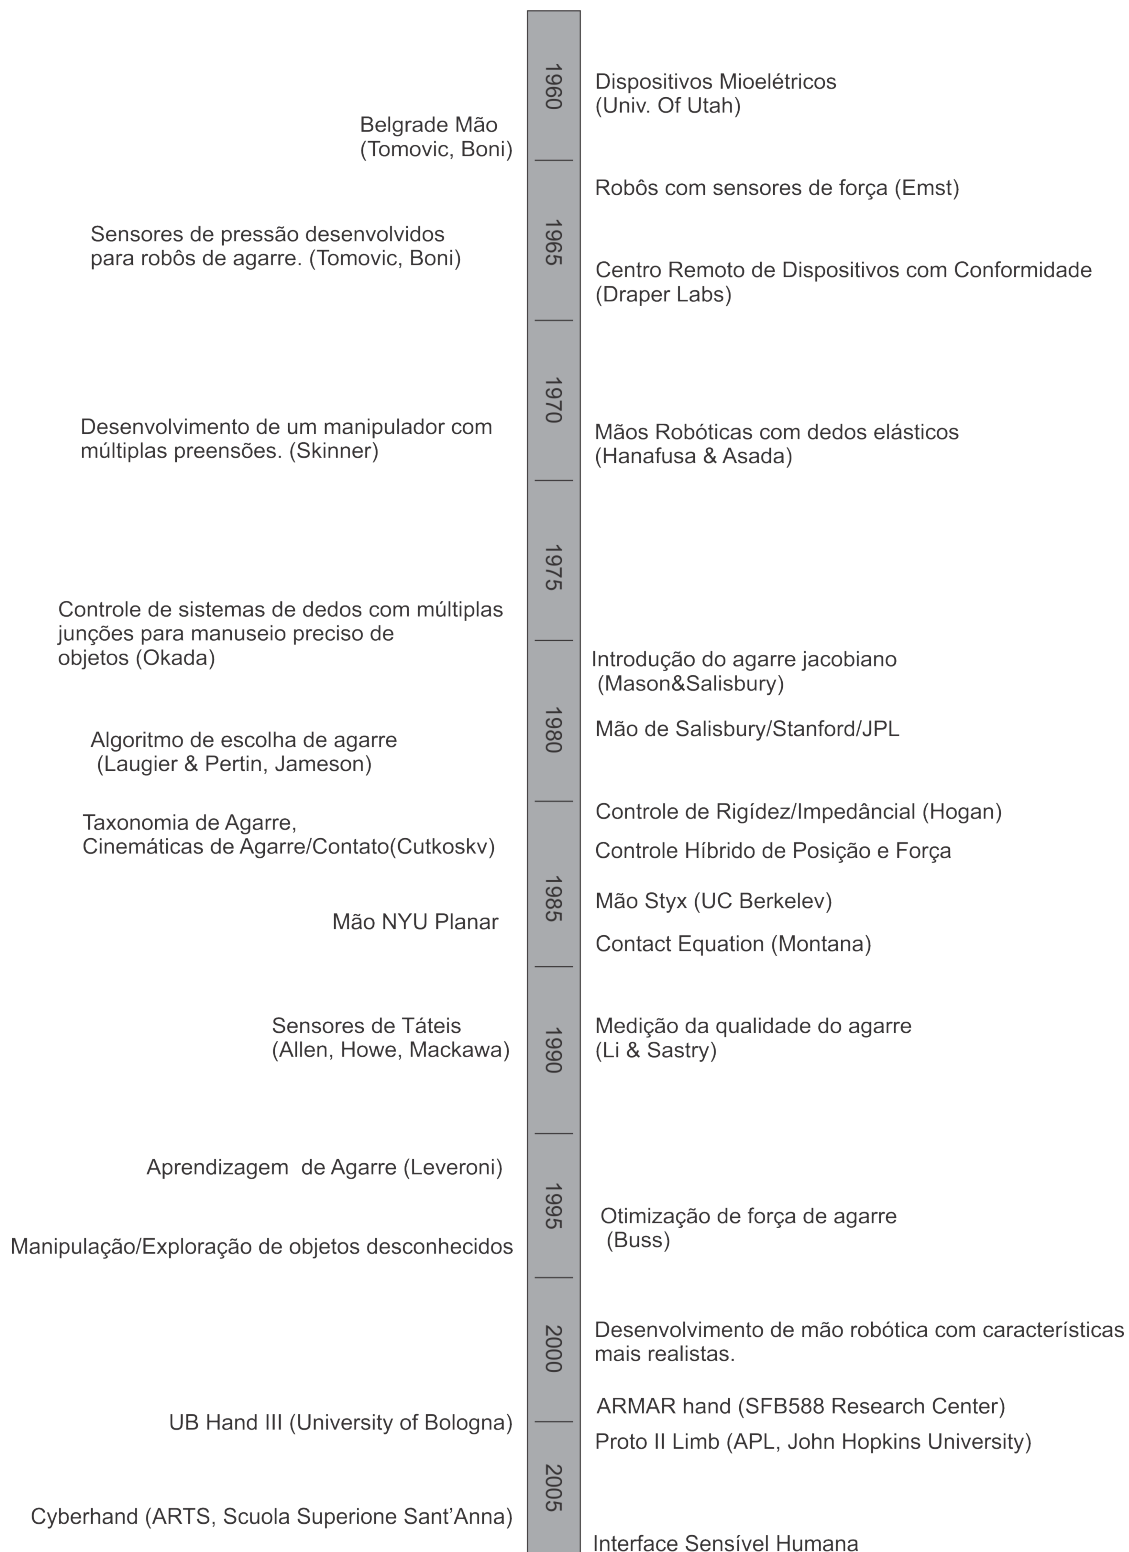 1960
Dispositivos Mioelétricos
(Univ. Of Utah)
Belgrade Mão
(Tomovic, Boni)
Robôs com sensores de força (Emst)
Sensores de pressão desenvolvidos
para robôs de agarre. (Tomovic, Boni)
1965
Centro Remoto de Dispositivos com Conformidade
(Draper Labs)
1970
Desenvolvimento de um manipulador com
múltiplas preensões. (Skinner)
Mãos Robóticas com dedos elásticos
(Hanafusa & Asada)
1975
Controle de sistemas de dedos com múltiplas
junções para manuseio preciso de
objetos (Okada)
Introdução do agarre jacobiano
(Mason&Salisbury)
1980
Mão de Salisbury/Stanford/JPL
Algoritmo de escolha de agarre
(Laugier & Pertin, Jameson)
Controle de Rigídez/Impedâncial (Hogan)
Taxonomia de Agarre,
Cinemáticas de Agarre/Contato(Cutkoskv)
Controle Híbrido de Posição e Força
1985
Mão Styx (UC Berkelev)
Mão NYU Planar
Contact Equation (Montana)
Sensores de Táteis
(Allen, Howe, Mackawa)
1990
Medição da qualidade do agarre
(Li & Sastry)
Aprendizagem  de Agarre (Leveroni)
1995
Otimização de força de agarre
(Buss)
Manipulação/Exploração de objetos desconhecidos
2000
Desenvolvimento de mão robótica com características
mais realistas.
ARMAR hand (SFB588 Research Center)
UB Hand III (University of Bologna)
Proto II Limb (APL, John Hopkins University)
2005
Cyberhand (ARTS, Scuola Superione Sant'Anna)
Interface Sensível Humana